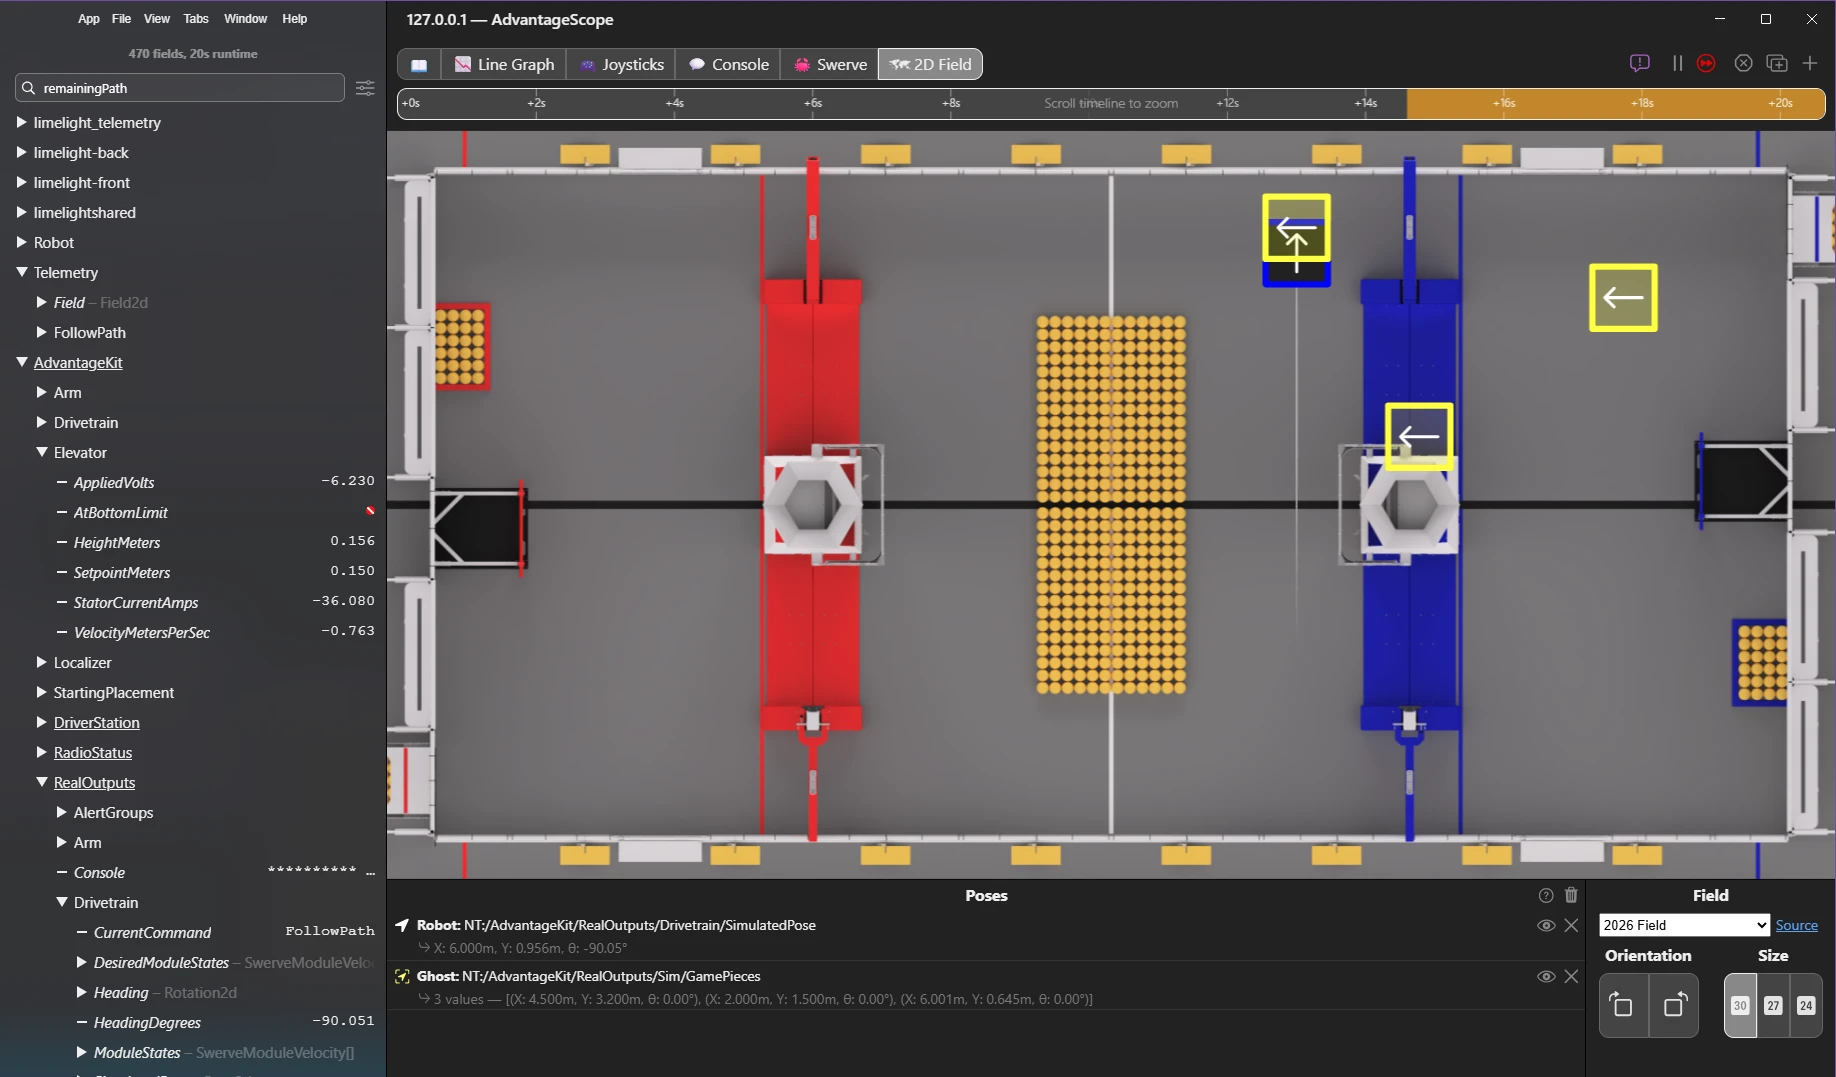 App File View Tabs Window Help
127.0.0.1 — AdvantageScope
470 fields, 20s runtime
remainingPath
Line Graph
Joysticks
Console
Swerve
2D Field
+0s +2s +4s +6s +8s Scroll timeline to zoom +12s +14s +16s +18s +20s
limelight_telemetry
limelight-back
limelight-front
limelightshared
Robot
Telemetry
Field – Field2d
FollowPath
AdvantageKit
Arm
Drivetrain
Elevator
AppliedVolts -6.230
AtBottomLimit
HeightMeters 0.156
SetpointMeters 0.150
StatorCurrentAmps -36.080
VelocityMetersPerSec -0.763
Localizer
StartingPlacement
DriverStation
RadioStatus
RealOutputs
AlertGroups
Arm
Console ********** ...
Drivetrain
CurrentCommand FollowPath
DesiredModuleStates – SwerveModuleVeloc
Heading – Rotation2d
HeadingDegrees -90.051
ModuleStates – SwerveModuleVelocity[]
Poses
Robot: NT:/AdvantageKit/RealOutputs/Drivetrain/SimulatedPose
X: 6.000m, Y: 0.956m, θ: -90.05°
Ghost: NT:/AdvantageKit/RealOutputs/Sim/GamePieces
3 values — [(X: 4.500m, Y: 3.200m, θ: 0.00°), (X: 2.000m, Y: 1.500m, θ: 0.00°), (X: 6.001m, Y: 0.645m, θ: 0.00°)]
Field
2026 Field Source
Orientation Size
30 27 24